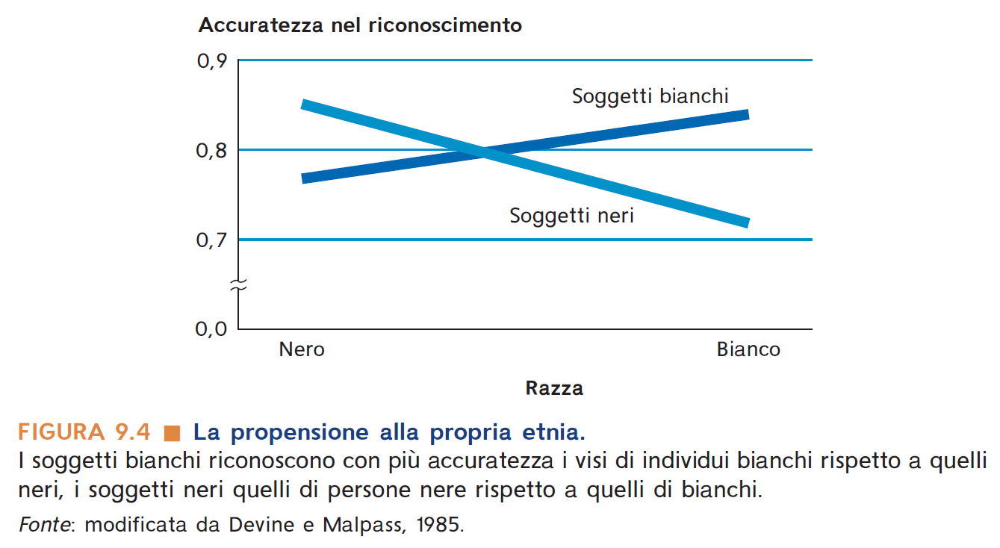 Accuratezza nel riconoscimento
0,9
Soggetti bianchi
0,8
Soggetti neri
0,7
0,0
Nero
Bianco
Razza
FIGURA 9.4 ■ La propensione alla propria etnia.
I soggetti bianchi riconoscono con più accuratezza i visi di individui bianchi rispetto a quelli
neri, i soggetti neri quelli di persone nere rispetto a quelli di bianchi.
Fonte: modificata da Devine e Malpass, 1985.